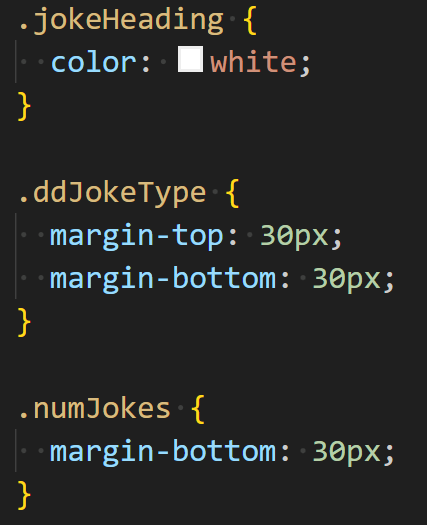 .jokeHeading {
  color: white;
}

.ddJokeType {
  margin-top: 30px;
  margin-bottom: 30px;
}

.numJokes {
  margin-bottom: 30px;
}